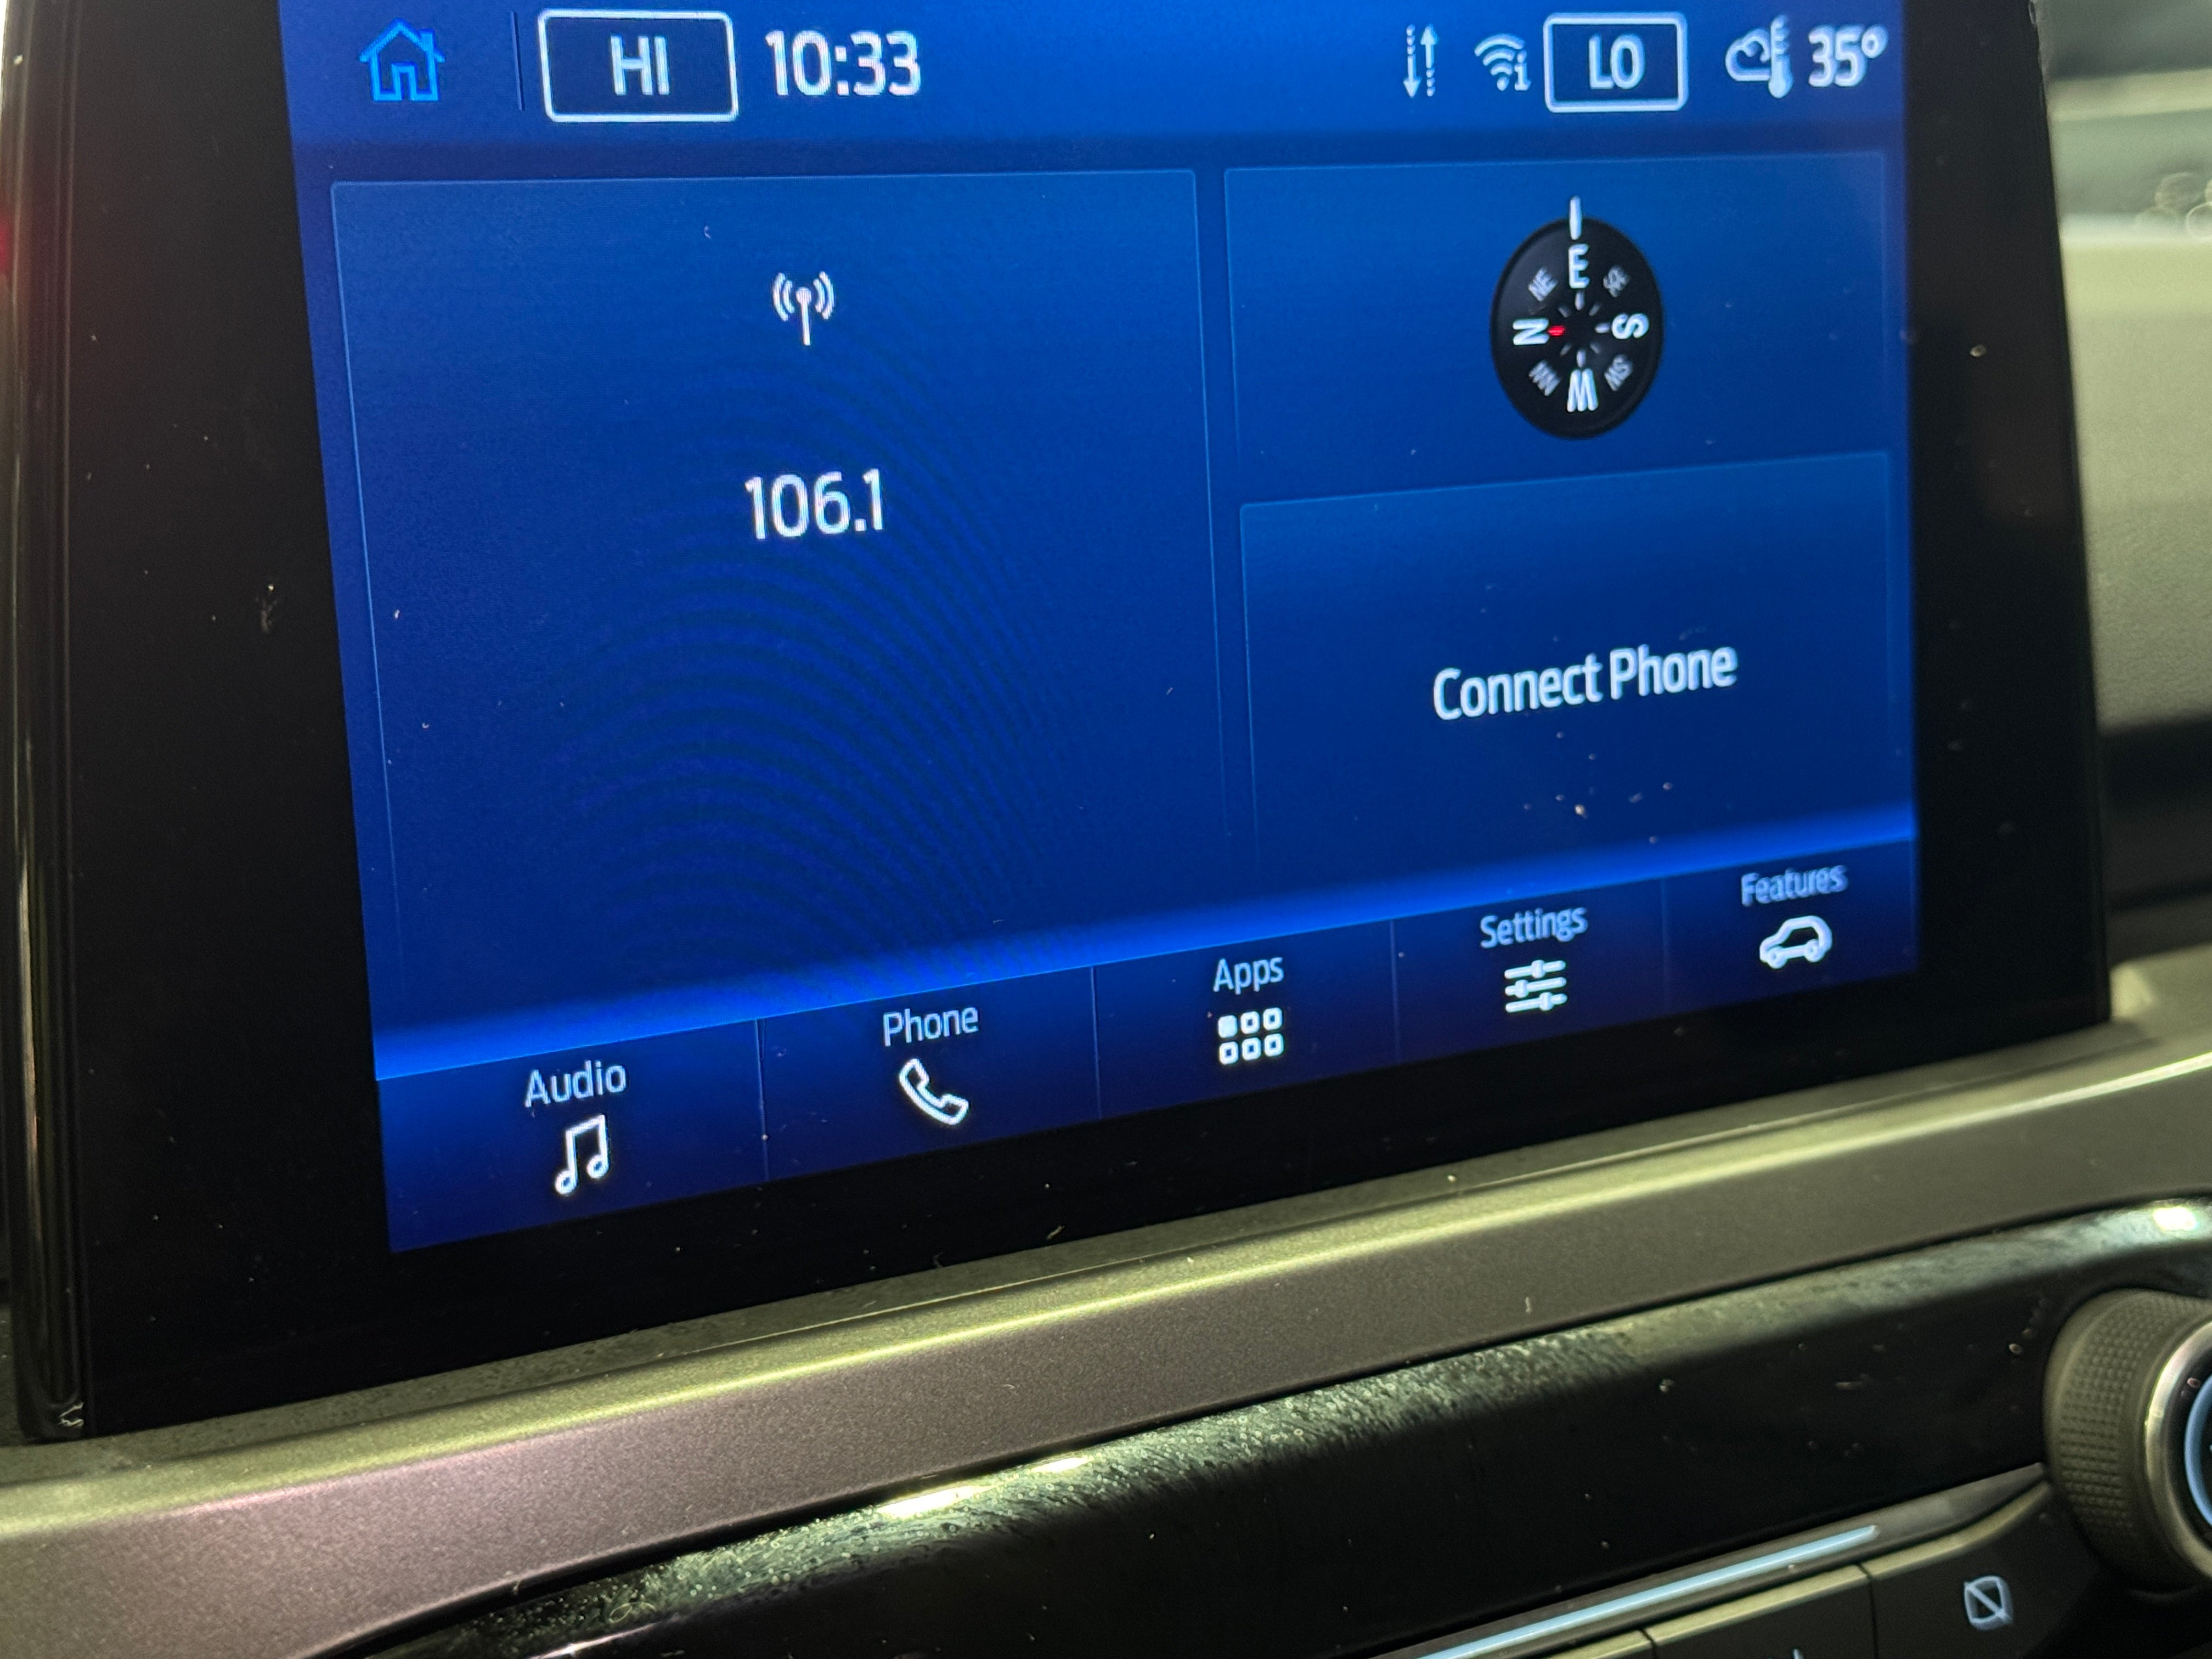 HI 10:33 LO 35°
E
NE SE
N S
NW SW
W
106.1
Connect Phone
Audio Phone Apps Settings Features